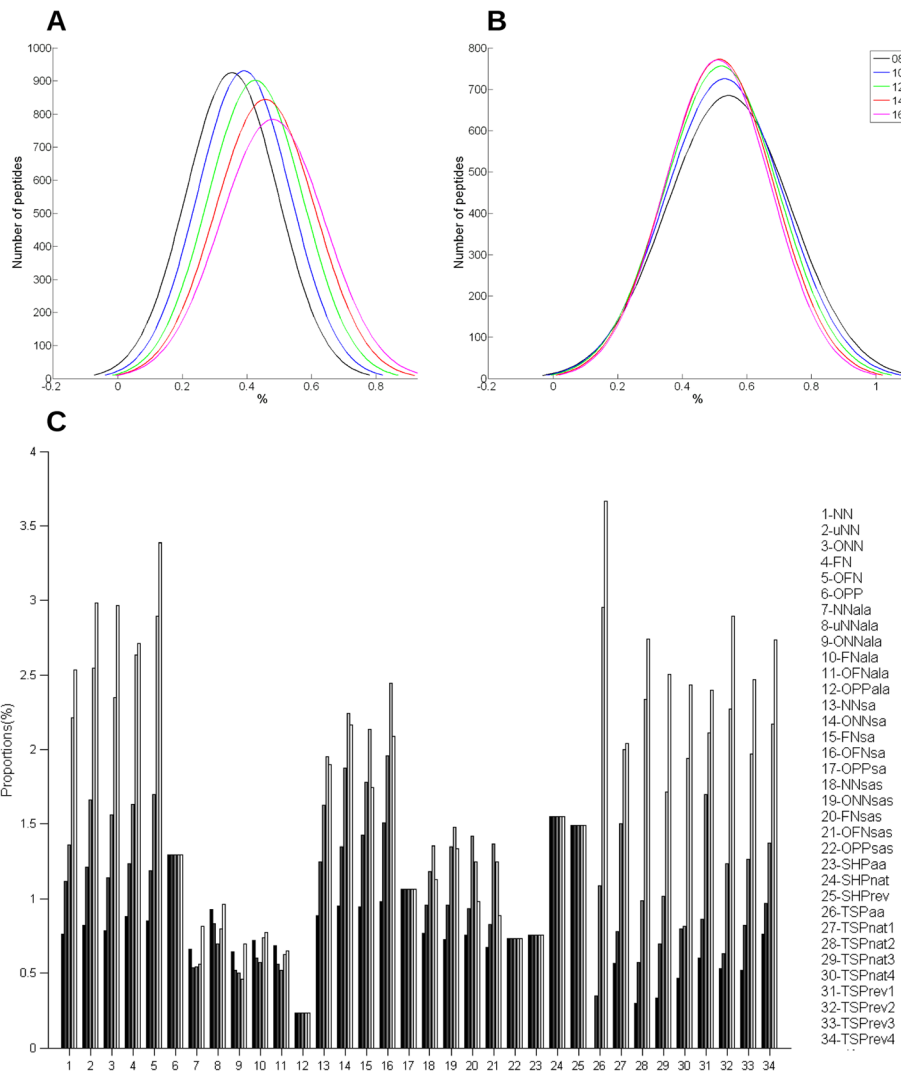 A
B
1000
900
800
700
600
500
400
300
200
100
0
-0.2
0
0.2
0.4
0.6
0.8
%
Number of peptides
800
700
600
500
400
300
200
100
0
-0.2
0
0.2
0.4
0.6
0.8
1
%
Number of peptides
08
10
12
14
16
C
4
3.5
3
2.5
2
1.5
1
0.5
0
Proportions(%)
1 2 3 4 5 6 7 8 9 10 11 12 13 14 15 16 17 18 19 20 21 22 23 24 25 26 27 28 29 30 31 32 33 34
1-NN
2-uNN
3-ONN
4-FN
5-OFN
6-OPP
7-NNala
8-uNNala
9-ONNala
10-FNala
11-OFNala
12-OPPala
13-NNsa
14-ONNsa
15-FNsa
16-OFNsa
17-OPPsa
18-NNsas
19-ONNsas
20-FNsas
21-OFNsas
22-OPPsas
23-SHPaa
24-SHPnat
25-SHPrev
26-TSPaa
27-TSPnat1
28-TSPnat2
29-TSPnat3
30-TSPnat4
31-TSPrev1
32-TSPrev2
33-TSPrev3
34-TSPrev4